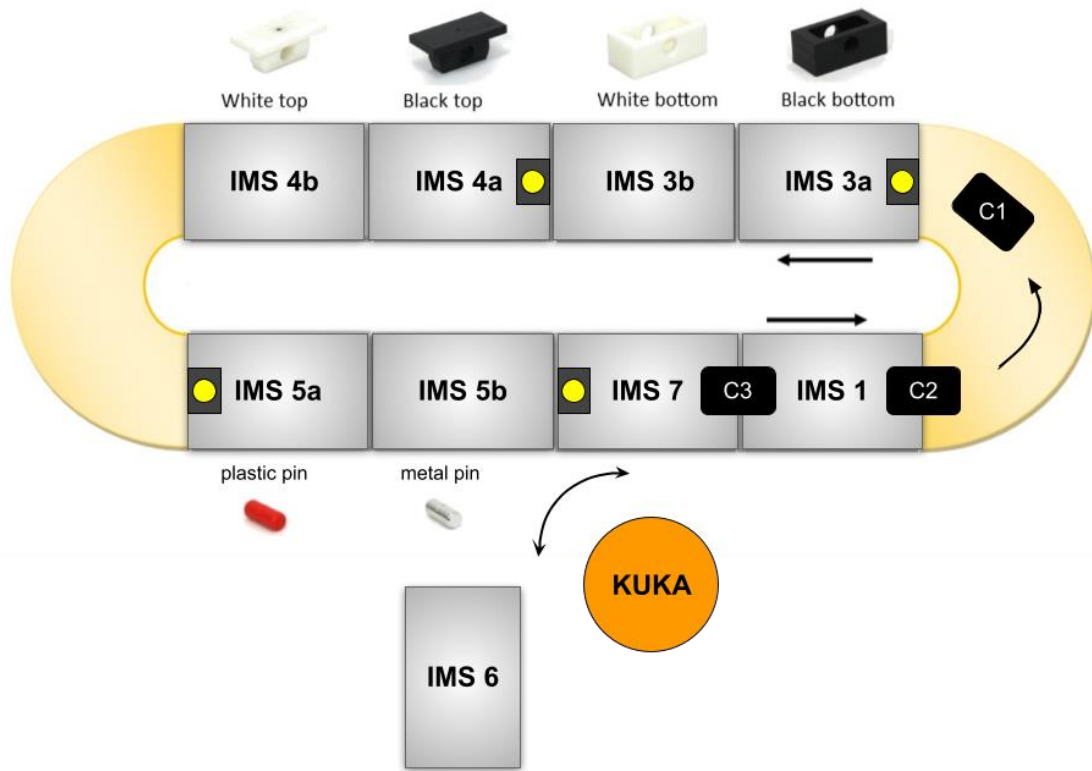 White top
Black top
White bottom
Black bottom
IMS 4b
IMS 4a
IMS 3b
IMS 3a
C1
IMS 5a
IMS 5b
IMS 7
C3
IMS 1
C2
plastic pin
metal pin
KUKA
IMS 6